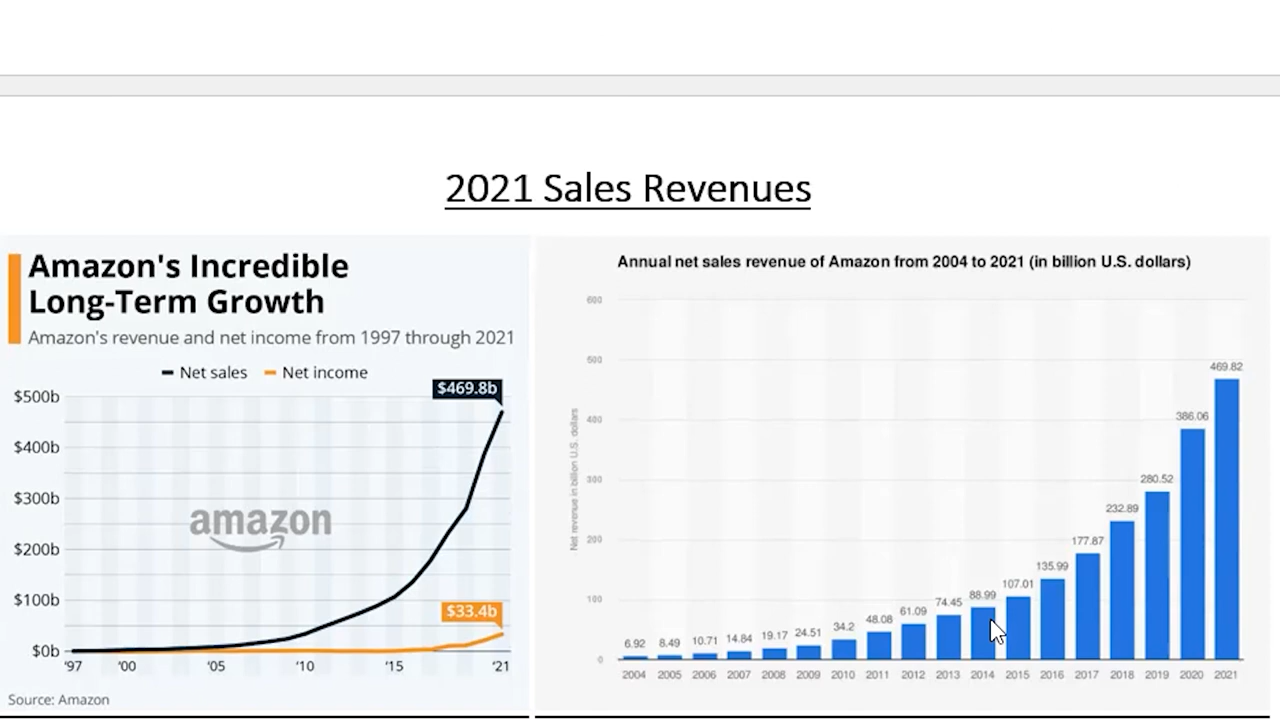 2021 Sales Revenues
Amazon's Incredible
Long-Term Growth
Amazon's revenue and net income from 1997 through 2021
Net sales Net income
$469.8b
$500b
$400b
$300b
amazon
$200b
$100b
$33.4b
$0b
'97 '00 '05 '10 '15 '21
Source: Amazon
Annual net sales revenue of Amazon from 2004 to 2021 (in billion U.S. dollars)
Net revenue in billion U.S. dollars
600
500
400
300
200
100
0
6.92 8.49 10.71 14.84 19.17 24.51 34.2 48.08 61.09 74.45 88.99 107.01 135.99 177.87 232.89 280.52 386.06 469.82
2004 2005 2006 2007 2008 2009 2010 2011 2012 2013 2014 2015 2016 2017 2018 2019 2020 2021